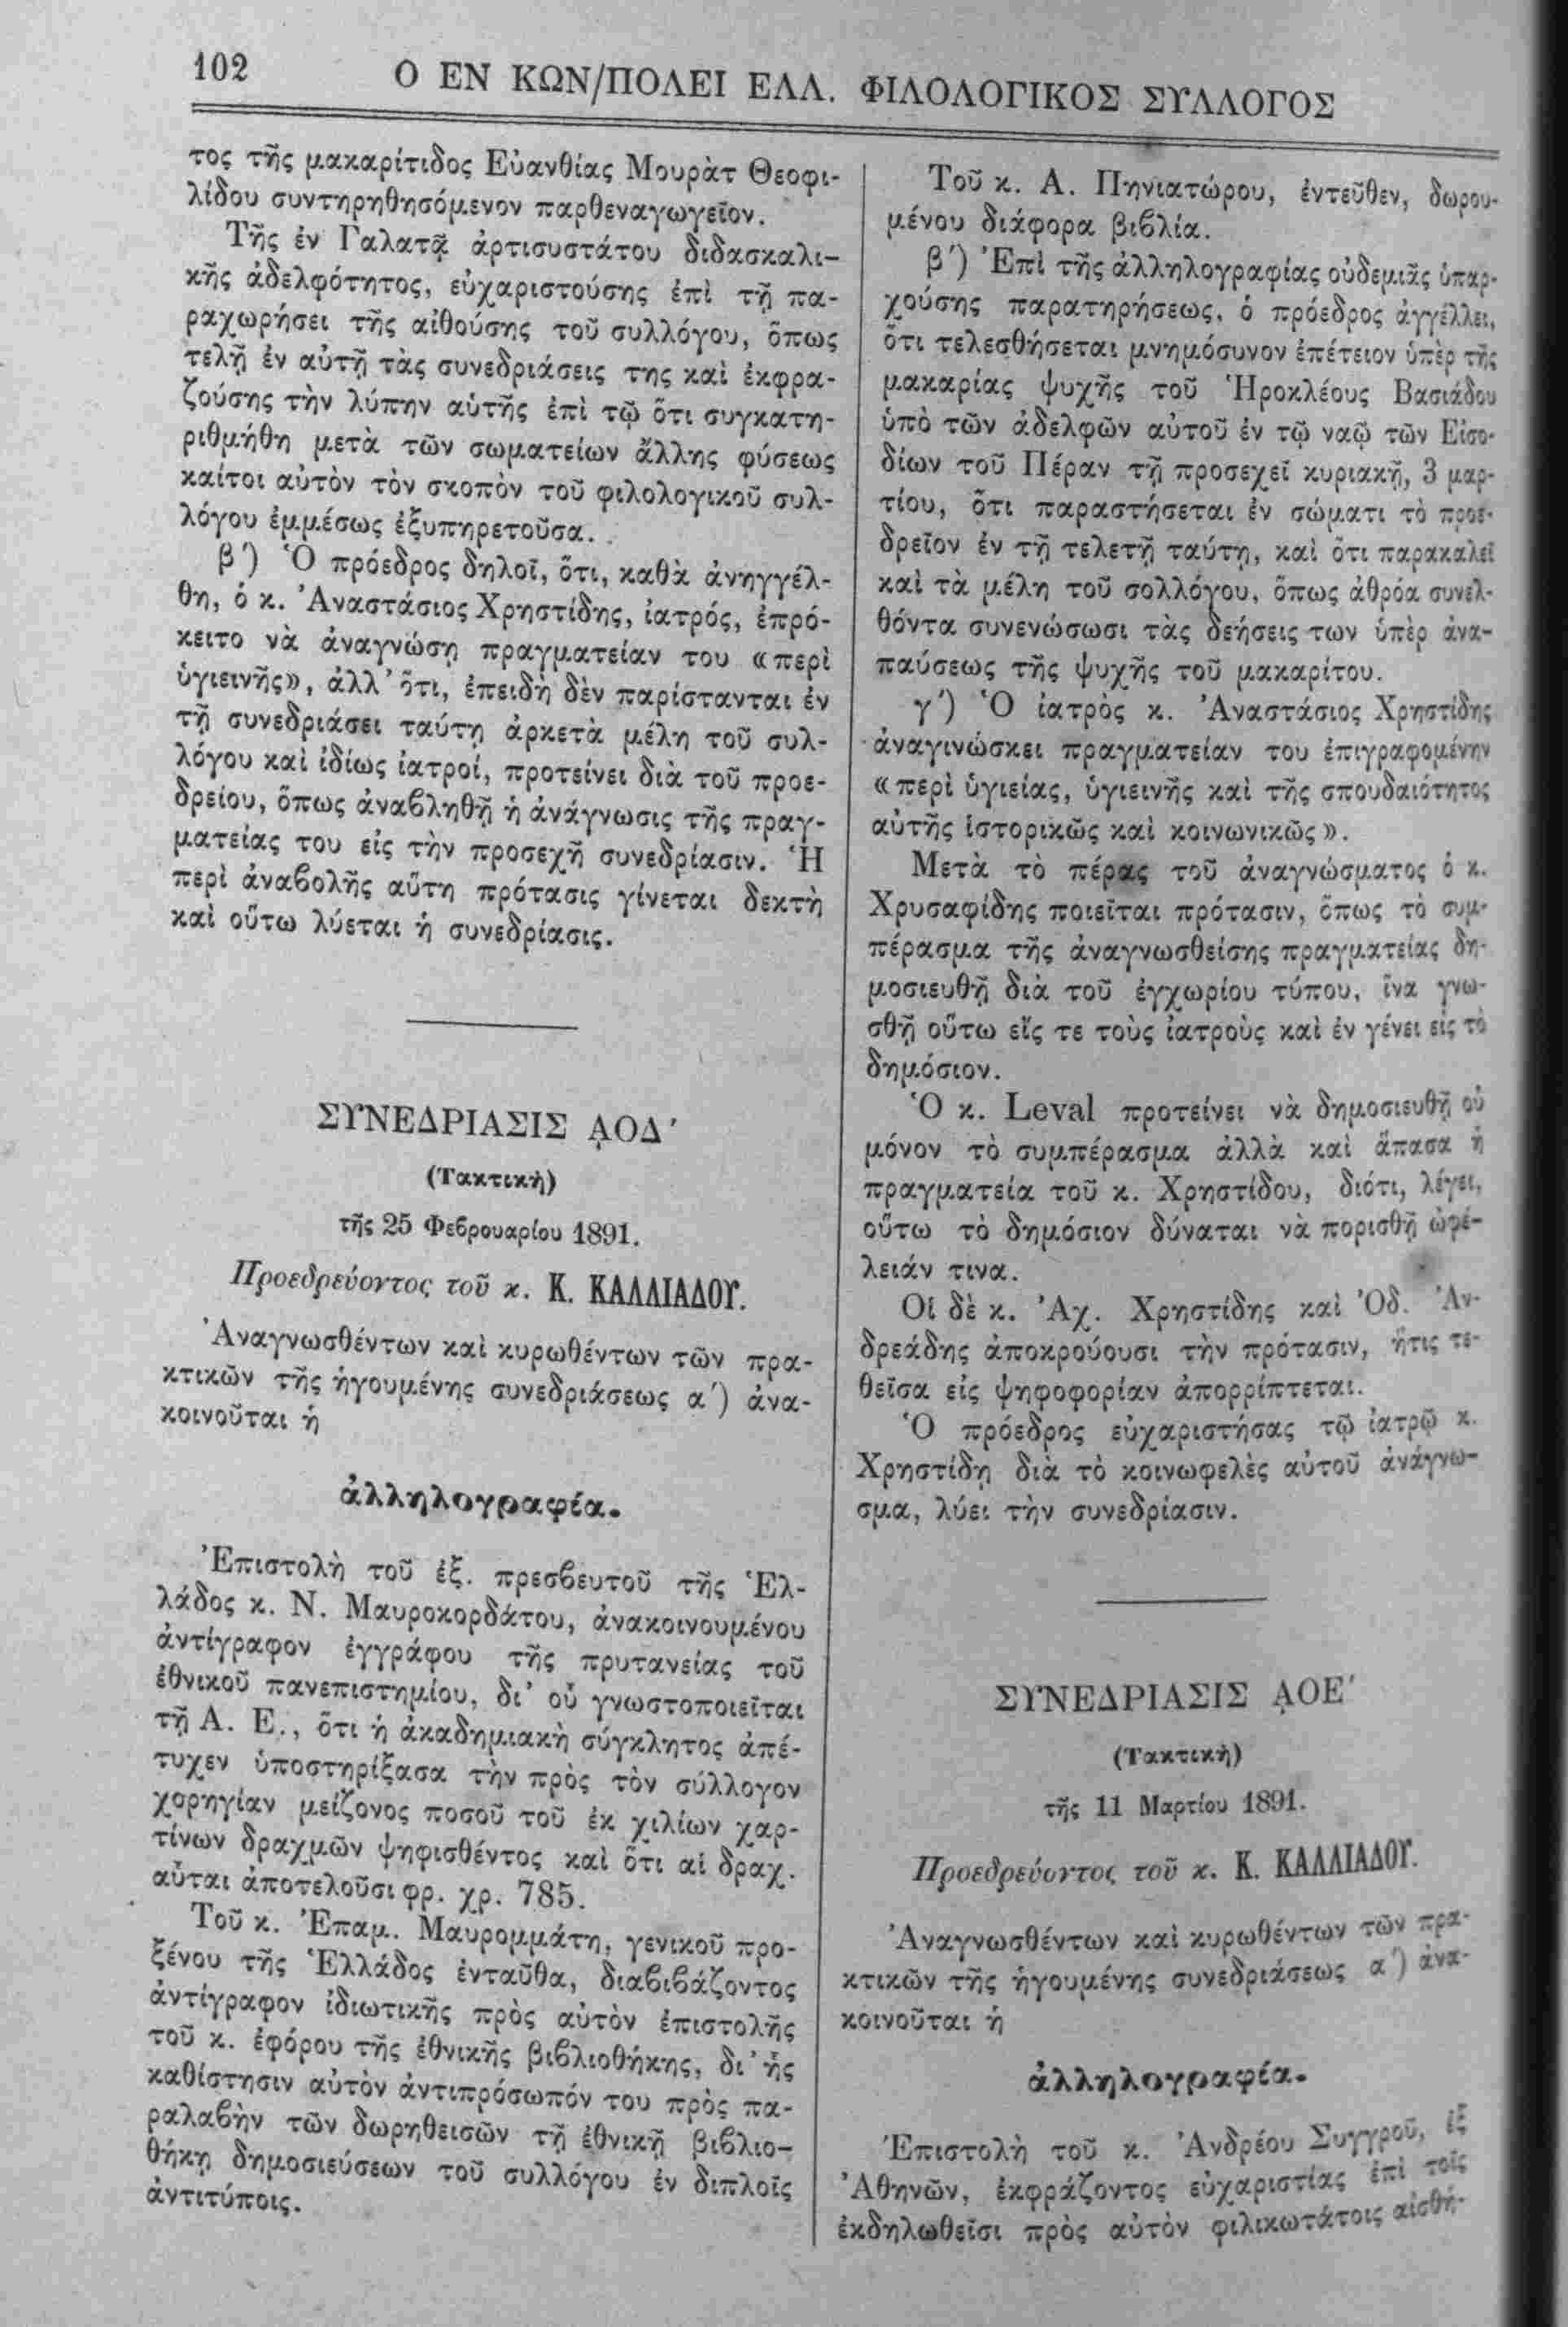 102
Ο ΕΝ ΚΩΝ/ΠΟΛΕΙ ΕΛΛ. ΦΙΛΟΛΟΓΙΚΟΣ ΣΥΛΛΟΓΟΣ
τος τῆς μακαρίτιδος Εὐανθίας Μουρὰτ Θεοφι-
λίδου συντηρηθησόμενον παρθεναγωγεῖον.
Τῆς ἐν Γαλατᾷ ἀρτισυστάτου διδασκαλι-
κῆς ἀδελφότητος, εὐχαριστούσης ἐπὶ τῇ πα-
ραχωρήσει τῆς αἰθούσης τοῦ συλλόγου, ὅπως
τελῇ ἐν αὐτῇ τὰς συνεδριάσεις της καὶ ἐκφρα-
ζούσης τὴν λύπην αὑτῆς ἐπὶ τῷ ὅτι συγκατη-
ριθμήθη μετὰ τῶν σωματείων ἄλλης φύσεως
καίτοι αὐτὸν τὸν σκοπὸν τοῦ φιλολογικοῦ συλ-
λόγου ἐμμέσως ἐξυπηρετοῦσα.
β′) Ὁ πρόεδρος δηλοῖ, ὅτι, καθὰ ἀνηγγέλ-
θη, ὁ κ. Ἀναστάσιος Χρηστίδης, ἰατρός, ἐπρό-
κειτο νὰ ἀναγνώσῃ πραγματείαν του «περὶ
ὑγιεινῆς», ἀλλ' ὅτι, ἐπειδὴ δὲν παρίστανται ἐν
τῇ συνεδριάσει ταύτῃ ἀρκετὰ μέλη τοῦ συλ-
λόγου καὶ ἰδίως ἰατροί, προτείνει διὰ τοῦ προε-
δρείου, ὅπως ἀναβληθῇ ἡ ἀνάγνωσις τῆς πραγ-
ματείας του εἰς τὴν προσεχῆ συνεδρίασιν. Ἡ
περὶ ἀναβολῆς αὕτη πρότασις γίνεται δεκτὴ
καὶ οὕτω λύεται ἡ συνεδρίασις.
ΣΥΝΕΔΡΙΑΣΙΣ ͵ΑΟΔ′
(Τακτικὴ)
τῆς 25 Φεβρουαρίου 1891.
Προεδρεύοντος τοῦ κ. Κ. ΚΑΛΛΙΑΔΟΥ.
Ἀναγνωσθέντων καὶ κυρωθέντων τῶν πρα-
κτικῶν τῆς ἡγουμένης συνεδριάσεως α′) ἀνα-
κοινοῦται ἡ
ἀλληλογραφία.
Ἐπιστολὴ τοῦ ἐξ. πρεσβευτοῦ τῆς Ἑλ-
λάδος κ. Ν. Μαυροκορδάτου, ἀνακοινουμένου
ἀντίγραφον ἐγγράφου τῆς πρυτανείας τοῦ
ἐθνικοῦ πανεπιστημίου, δι' οὗ γνωστοποιεῖται
τῇ Α. Ε., ὅτι ἡ ἀκαδημιακὴ σύγκλητος ἀπέ-
τυχεν ὑποστηρίξασα τὴν πρὸς τὸν σύλλογον
χορηγίαν μείζονος ποσοῦ τοῦ ἐκ χιλίων χαρ-
τίνων δραχμῶν ψηφισθέντος καὶ ὅτι αἱ δραχ.
αὗται ἀποτελοῦσι φρ. χρ. 785.
Τοῦ κ. Ἐπαμ. Μαυρομμάτη, γενικοῦ προ-
ξένου τῆς Ἑλλάδος ἐνταῦθα, διαβιβάζοντος
ἀντίγραφον ἰδιωτικῆς πρὸς αὐτὸν ἐπιστολῆς
τοῦ κ. ἐφόρου τῆς ἐθνικῆς βιβλιοθήκης, δι' ἧς
καθίστησιν αὐτὸν ἀντιπρόσωπόν του πρὸς πα-
ραλαβὴν τῶν δωρηθεισῶν τῇ ἐθνικῇ βιβλιο-
θήκῃ δημοσιεύσεων τοῦ συλλόγου ἐν διπλοῖς
ἀντιτύποις.
Τοῦ κ. Α. Πηνιατώρου, ἐντεῦθεν, δωρου-
μένου διάφορα βιβλία.
β′) Ἐπὶ τῆς ἀλληλογραφίας οὐδεμιᾶς ὑπαρ-
χούσης παρατηρήσεως, ὁ πρόεδρος ἀγγέλλει,
ὅτι τελεσθήσεται μνημόσυνον ἐπέτειον ὑπὲρ τῆς
μακαρίας ψυχῆς τοῦ Ἡροκλέους Βασιάδου
ὑπὸ τῶν ἀδελφῶν αὐτοῦ ἐν τῷ ναῷ τῶν Εἰσο-
δίων τοῦ Πέραν τῇ προσεχεῖ κυριακῇ, 3 μαρ-
τίου, ὅτι παραστήσεται ἐν σώματι τὸ προε-
δρεῖον ἐν τῇ τελετῇ ταύτῃ, καὶ ὅτι παρακαλεῖ
καὶ τὰ μέλη τοῦ σολλόγου, ὅπως ἀθρόα συνελ-
θόντα συνενώσωσι τὰς δεήσεις των ὑπὲρ ἀνα-
παύσεως τῆς ψυχῆς τοῦ μακαρίτου.
γ′) Ὁ ἰατρὸς κ. Ἀναστάσιος Χρηστίδης
ἀναγινώσκει πραγματείαν του ἐπιγραφομένην
«περὶ ὑγιείας, ὑγιεινῆς καὶ τῆς σπουδαιότητος
αὐτῆς ἱστορικῶς καὶ κοινωνικῶς».
Μετὰ τὸ πέρας τοῦ ἀναγνώσματος ὁ κ.
Χρυσαφίδης ποιεῖται πρότασιν, ὅπως τὸ συμ-
πέρασμα τῆς ἀναγνωσθείσης πραγματείας δη-
μοσιευθῇ διὰ τοῦ ἐγχωρίου τύπου, ἵνα γνω-
σθῇ οὕτω εἴς τε τοὺς ἰατροὺς καὶ ἐν γένει εἰς τὸ
δημόσιον.
Ὁ κ. Leval προτείνει νὰ δημοσιευθῇ οὐ
μόνον τὸ συμπέρασμα ἀλλὰ καὶ ἅπασα ἡ
πραγματεία τοῦ κ. Χρηστίδου, διότι, λέγει,
οὕτω τὸ δημόσιον δύναται νὰ πορισθῇ ὠφέ-
λειάν τινα.
Οἱ δὲ κ. Ἀχ. Χρηστίδης καὶ Ὀδ. Ἀν-
δρεάδης ἀποκρούουσι τὴν πρότασιν, ἥτις τε-
θεῖσα εἰς ψηφοφορίαν ἀπορρίπτεται.
Ὁ πρόεδρος εὐχαριστήσας τῷ ἰατρῷ κ.
Χρηστίδῃ διὰ τὸ κοινωφελὲς αὐτοῦ ἀνάγνω-
σμα, λύει τὴν συνεδρίασιν.
ΣΥΝΕΔΡΙΑΣΙΣ ͵ΑΟΕ′
(Τακτικὴ)
τῆς 11 Μαρτίου 1891.
Προεδρεύοντος τοῦ κ. Κ. ΚΑΛΛΙΑΔΟΥ.
Ἀναγνωσθέντων καὶ κυρωθέντων τῶν πρα-
κτικῶν τῆς ἡγουμένης συνεδριάσεως α′) ἀνα-
κοινοῦται ἡ
ἀλληλογραφία.
Ἐπιστολὴ τοῦ κ. Ἀνδρέου Συγγροῦ, ἐξ
Ἀθηνῶν, ἐκφράζοντος εὐχαριστίας ἐπὶ τοῖς
ἐκδηλωθεῖσι πρὸς αὐτὸν φιλικωτάτοις αἰσθή-